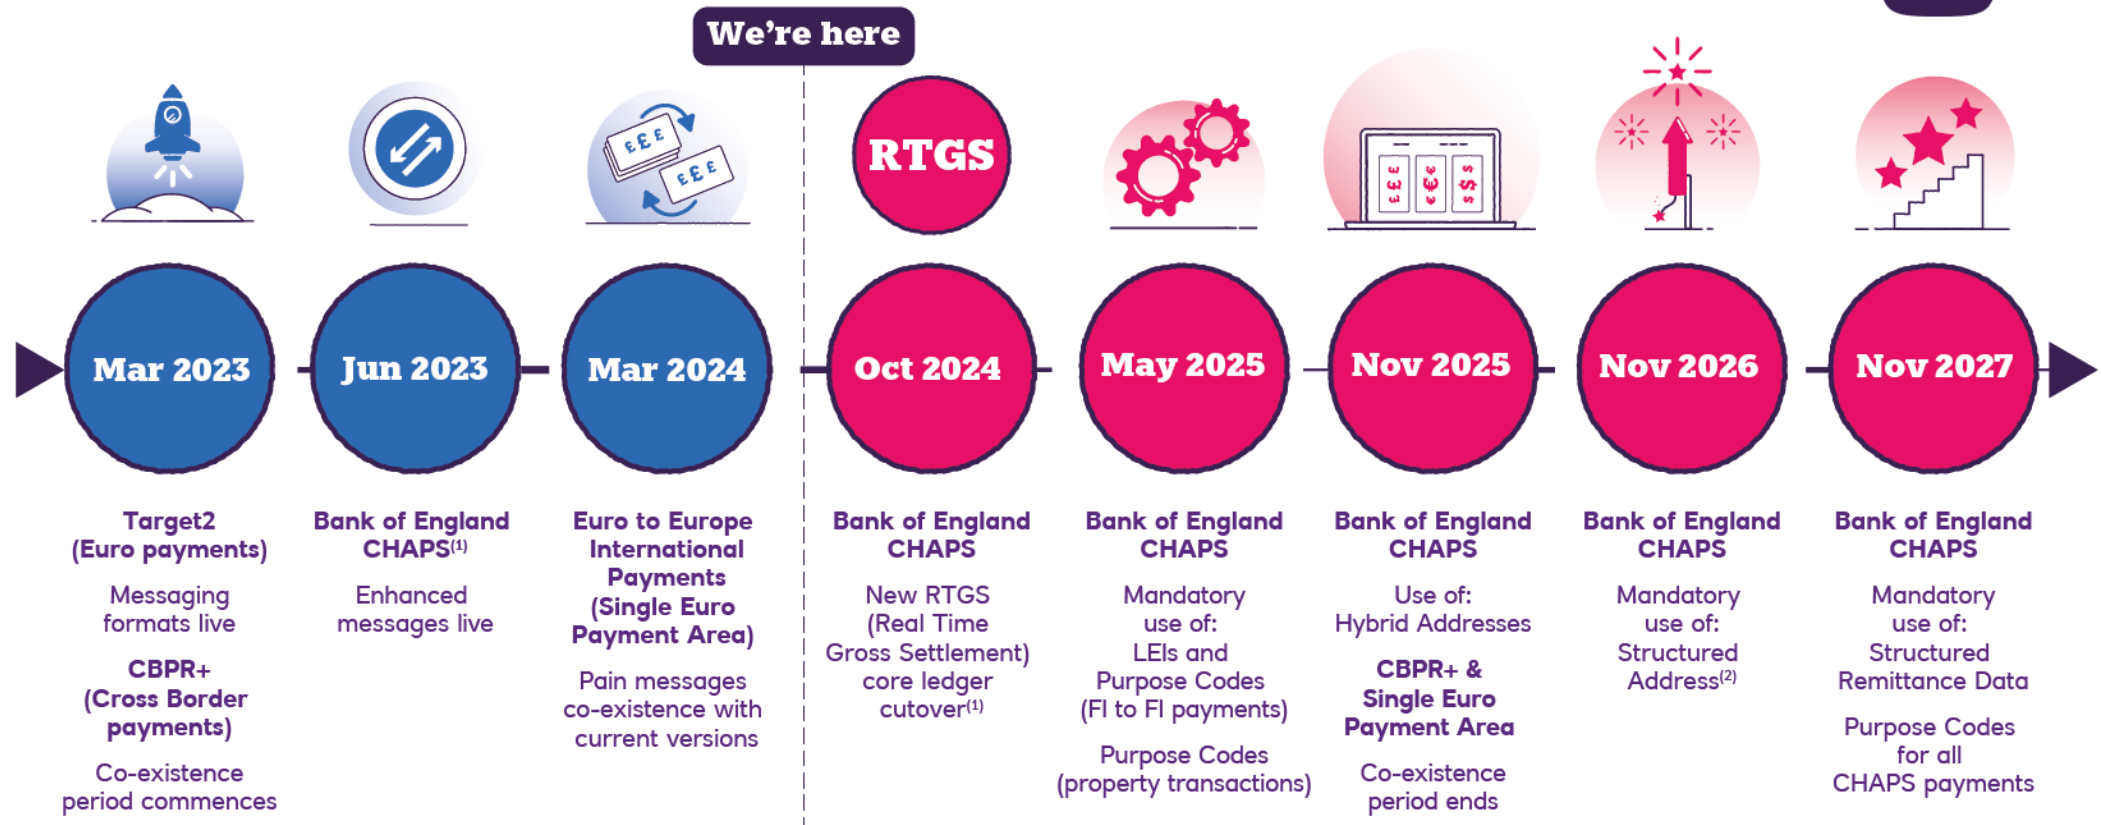 We're here
£££
£££
RTGS
£££
€€€
$$$
Mar 2023
Jun 2023
Mar 2024
Oct 2024
May 2025
Nov 2025
Nov 2026
Nov 2027
Target2
(Euro payments)
Messaging
formats live
CBPR+
(Cross Border
payments)
Co-existence
period commences
Bank of England
CHAPS(1)
Enhanced
messages live
Euro to Europe
International
Payments
(Single Euro
Payment Area)
Pain messages
co-existence with
current versions
Bank of England
CHAPS
New RTGS
(Real Time
Gross Settlement)
core ledger
cutover(1)
Bank of England
CHAPS
Mandatory
use of:
LEIs and
Purpose Codes
(FI to FI payments)
Purpose Codes
(property transactions)
Bank of England
CHAPS
Use of:
Hybrid Addresses
CBPR+ &
Single Euro
Payment Area
Co-existence
period ends
Bank of England
CHAPS
Mandatory
use of:
Structured
Address(2)
Bank of England
CHAPS
Mandatory
use of:
Structured
Remittance Data
Purpose Codes
for all
CHAPS payments